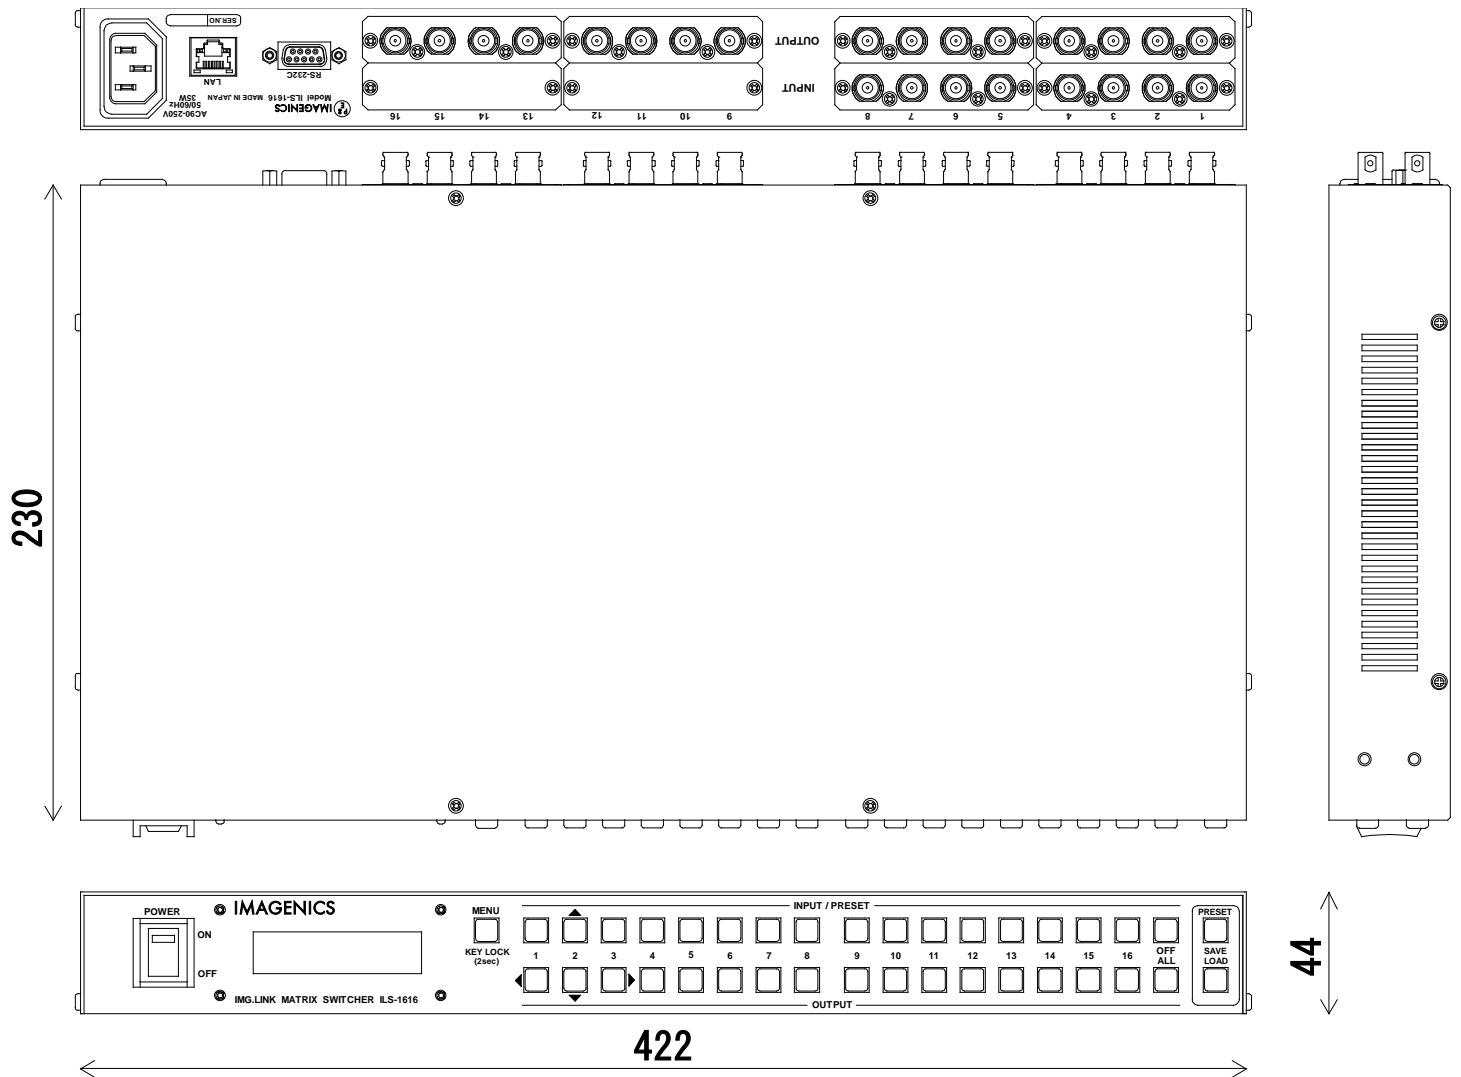 SER.NO
LAN
RS-232C
OUTPUT
INPUT
AC90-250V
50/60Hz
35W
Model ILS-1616 MADE IN JAPAN
IMAGENICS
16 15 14 13 12 11 10 9 8 7 6 5 4 3 2 1
230
POWER
ON
OFF
IMAGENICS
IMG.LINK MATRIX SWITCHER ILS-1616
MENU
KEY LOCK
(2sec)
INPUT / PRESET
1 2 3 4 5 6 7 8 9 10 11 12 13 14 15 16
OFF
ALL
OUTPUT
PRESET
SAVE
LOAD
44
422